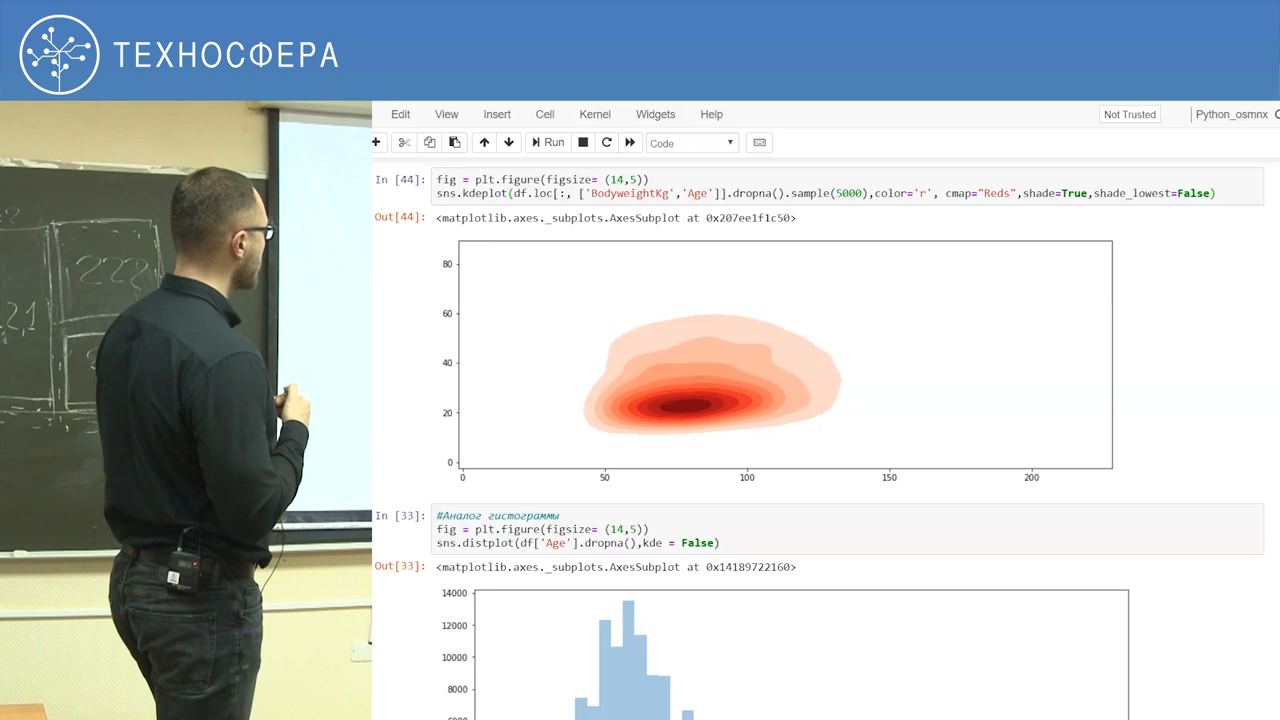 ТЕХНОСФЕРА
Edit View Insert Cell Kernel Widgets Help
Not Trusted
Python_osmnx
Run
Code
222
2,1
In [44]:
fig = plt.figure(figsize= (14,5))
sns.kdeplot(df.loc[:, ['BodyweightKg','Age']].dropna().sample(5000),color='r', cmap="Reds",shade=True,shade_lowest=False)
Out[44]:
<matplotlib.axes._subplots.AxesSubplot at 0x207ee1f1c50>
80
60
40
20
0
0 50 100 150 200
In [33]:
#Аналог гистограммы
fig = plt.figure(figsize= (14,5))
sns.distplot(df['Age'].dropna(),kde = False)
Out[33]:
<matplotlib.axes._subplots.AxesSubplot at 0x14189722160>
14000
12000
10000
8000